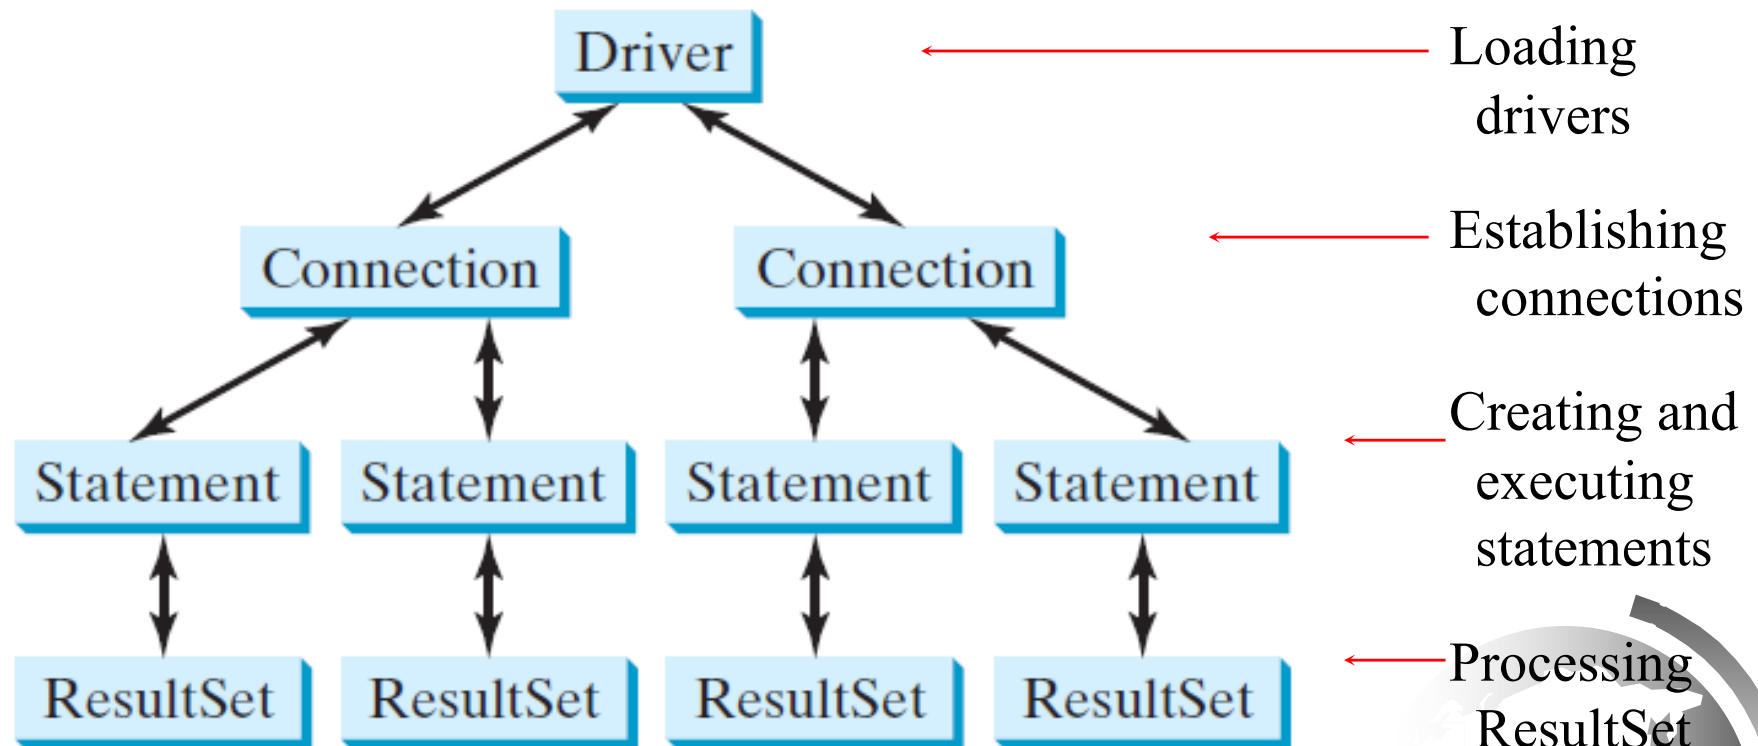 Driver
Loading
drivers
Connection
Connection
Establishing
connections
Statement
Statement
Statement
Statement
Creating and
executing
statements
ResultSet
ResultSet
ResultSet
ResultSet
Processing
ResultSet